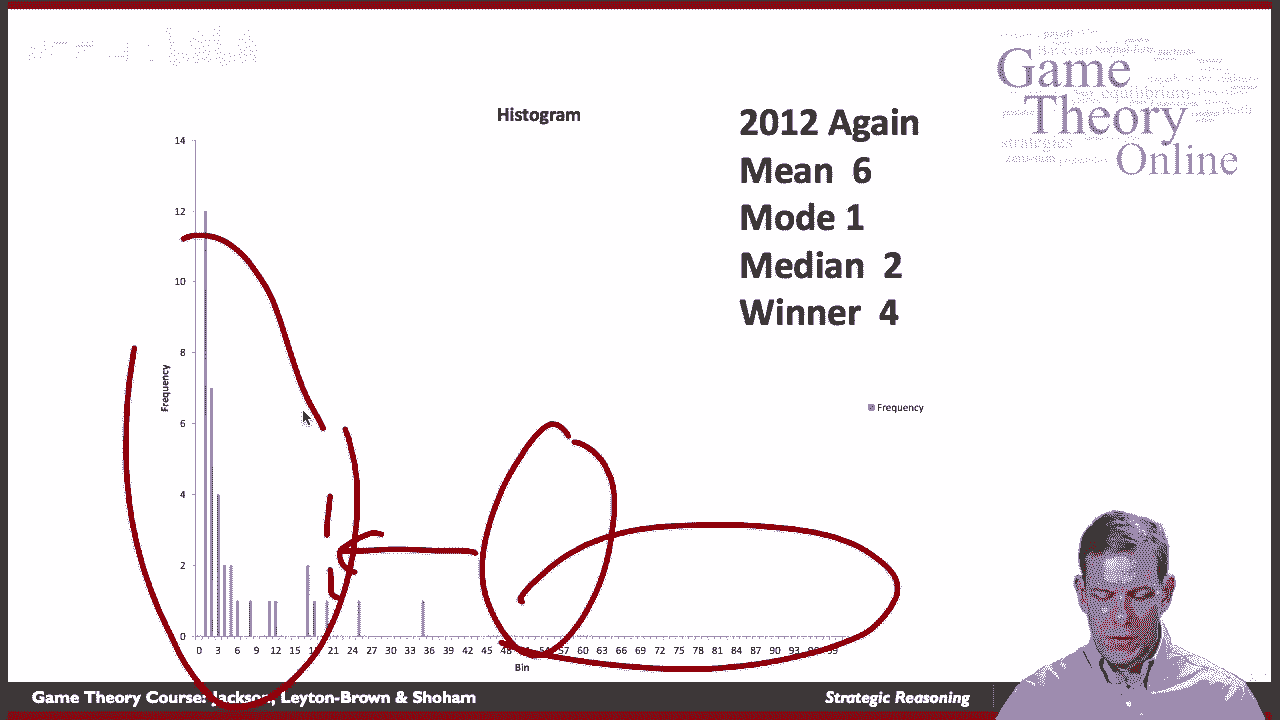 Histogram
2012 Again
Mean 6
Mode 1
Median 2
Winner 4
Game
Theory
Online
14
12
10
8
6
4
2
0
Frequency
Frequency
0 3 6 9 12 15 21 24 27 30 33 36 39 42 45 48 54 57 60 63 66 69 72 75 78 81 84 87 90 93 99
Bin
Game Theory Course: Jackson, Leyton-Brown & Shoham
Strategic Reasoning